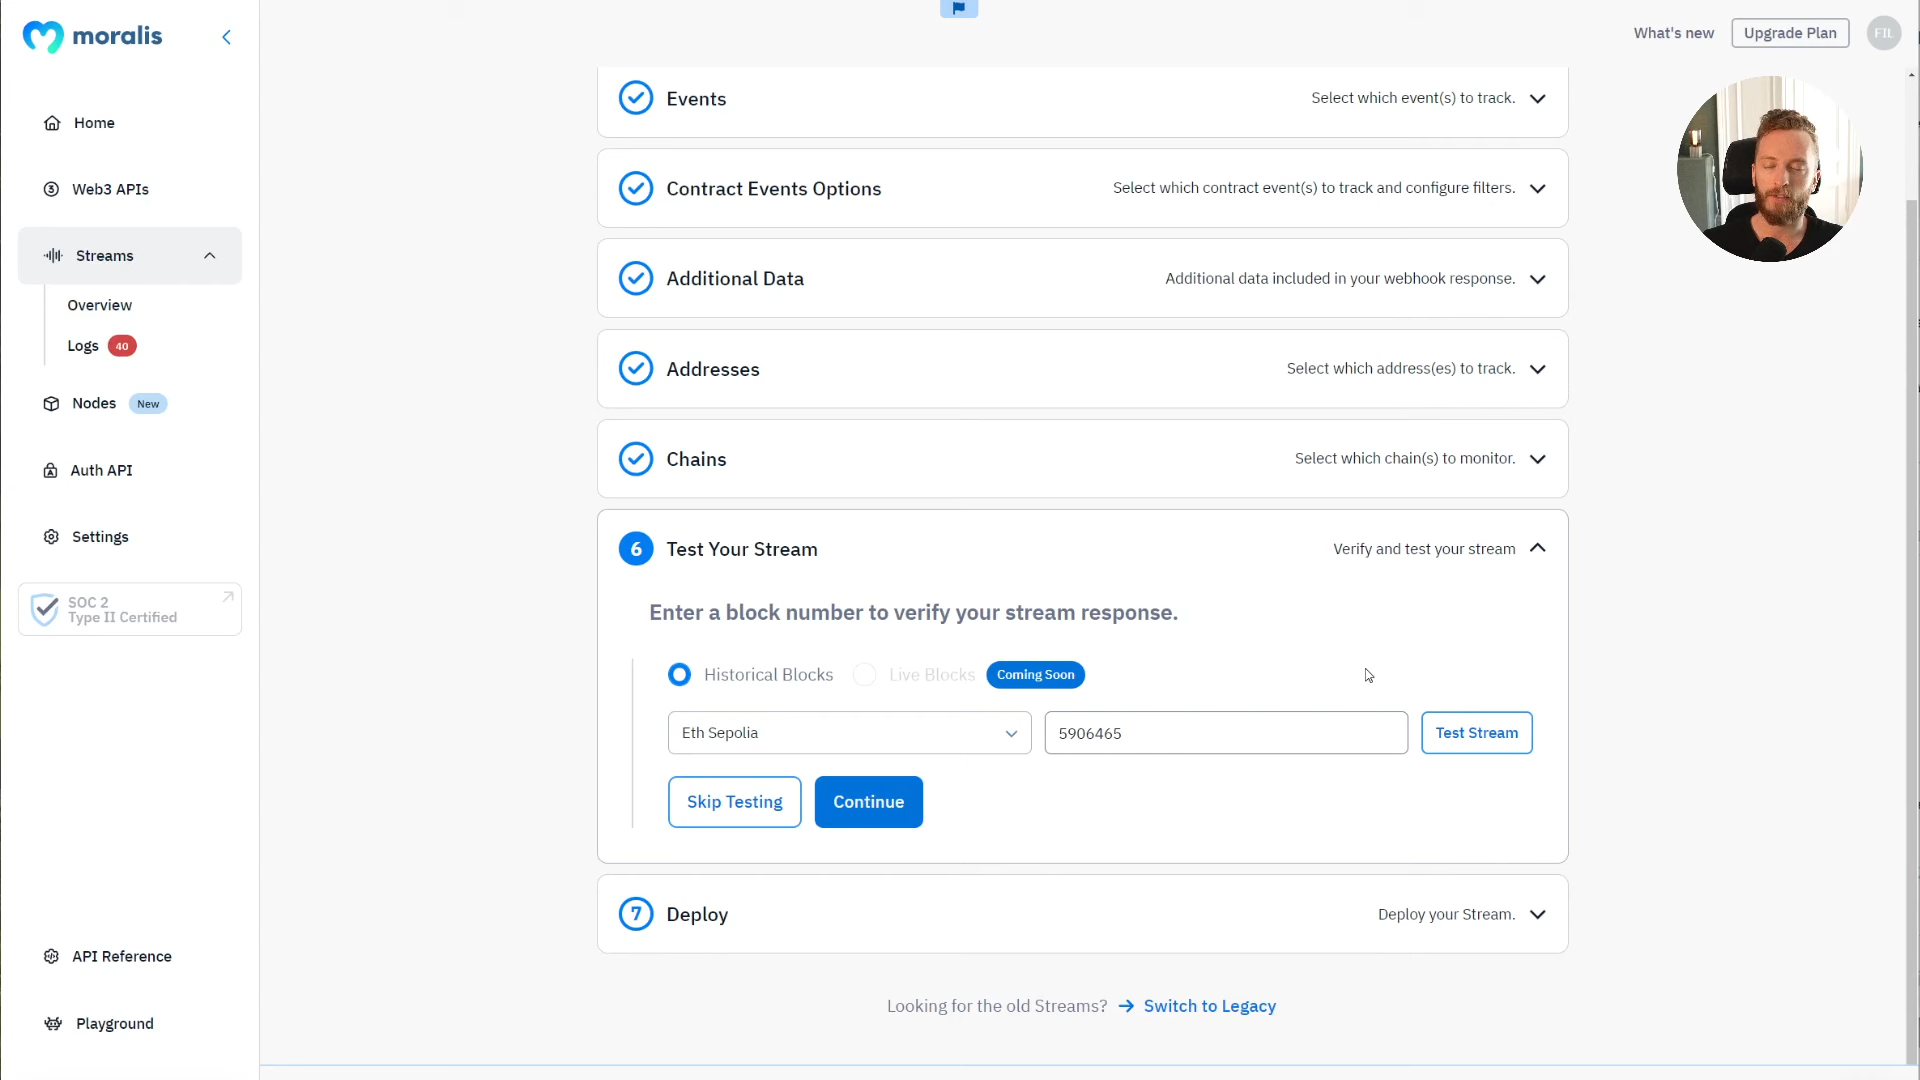 moralis
What's new
Upgrade Plan
FIL
Home
Web3 APIs
Streams
Overview
Logs 40
Nodes New
Auth API
Settings
SOC 2
Type II Certified
API Reference
Playground
Events
Select which event(s) to track.
Contract Events Options
Select which contract event(s) to track and configure filters.
Additional Data
Additional data included in your webhook response.
Addresses
Select which address(es) to track.
Chains
Select which chain(s) to monitor.
6 Test Your Stream
Verify and test your stream
Enter a block number to verify your stream response.
Historical Blocks
Live Blocks
Coming Soon
Eth Sepolia
5906465
Test Stream
Skip Testing
Continue
7 Deploy
Deploy your Stream.
Looking for the old Streams? → Switch to Legacy